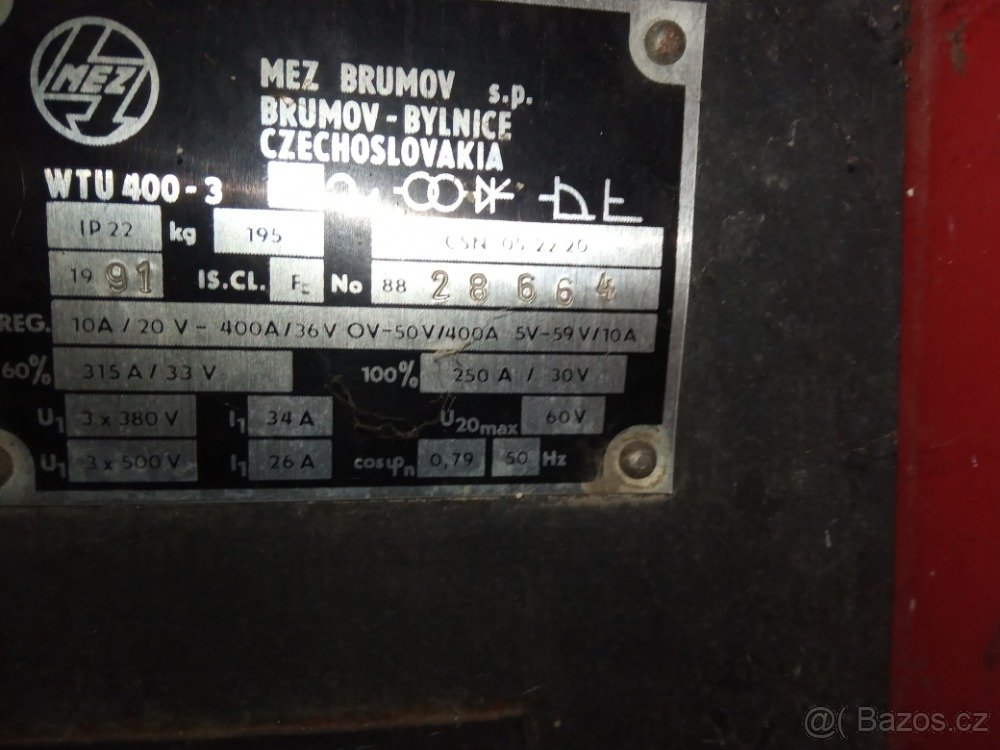 MEZ
MEZ BRUMOV s.p.
BRUMOV-BYLNICE
CZECHOSLOVAKIA
WTU 400-3
IP 22 kg 195 ČSN 05 22 20
19 91 IS.CL. F No 88 28664
REG. 10A / 20 V - 400A/36V 0V-50V/400A 5V-59V/10A
60% 315A / 33 V 100% 250 A / 30V
U1 3 x 380 V I1 34 A U20max 60V
U1 3 x 500 V I1 26 A cosφn 0,79 50 Hz
@( Bazos.cz